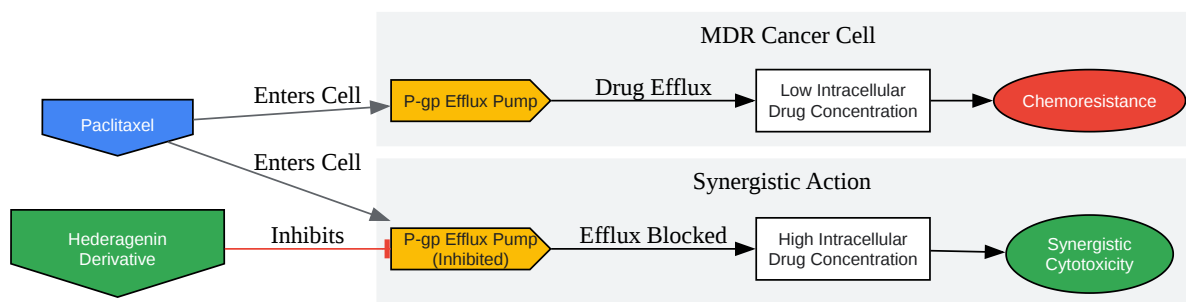 MDR Cancer Cell
Paclitaxel
Enters Cell
P-gp Efflux Pump
Drug Efflux
Low Intracellular
Drug Concentration
Chemoresistance
Enters Cell
Synergistic Action
Hederagenin
Derivative
Inhibits
P-gp Efflux Pump
(Inhibited)
Efflux Blocked
High Intracellular
Drug Concentration
Synergistic
Cytotoxicity